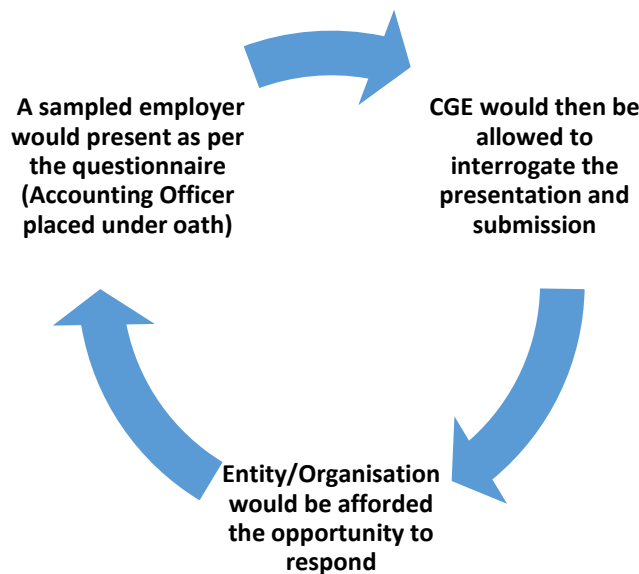 A sampled employer
would present as per
the questionnaire
(Accounting Officer
placed under oath)
CGE would then be
allowed to
interrogate the
presentation and
submission
Entity/Organisation
would be afforded
the opportunity to
respond